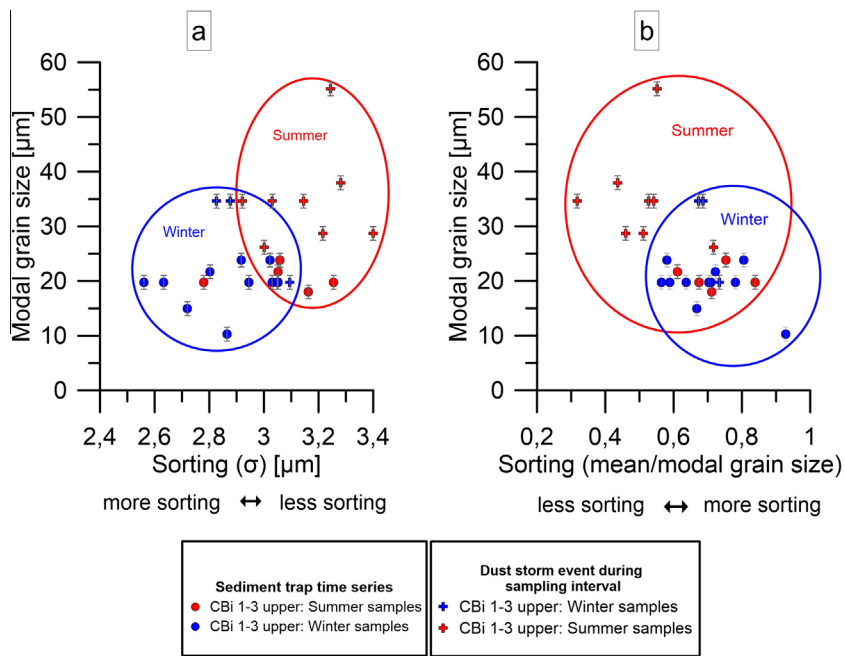 a
Modal grain size [µm]
60
50
40
30
20
10
0
Summer
Winter
2,4 2,6 2,8 3 3,2 3,4
Sorting (σ) [µm]
more sorting ↔ less sorting
b
Modal grain size [µm]
60
50
40
30
20
10
0
Summer
Winter
0,2 0,4 0,6 0,8 1
Sorting (mean/modal grain size)
less sorting ↔ more sorting
Sediment trap time series
CBi 1-3 upper: Summer samples
CBi 1-3 upper: Winter samples
Dust storm event during
sampling interval
CBi 1-3 upper: Winter samples
CBi 1-3 upper: Summer samples